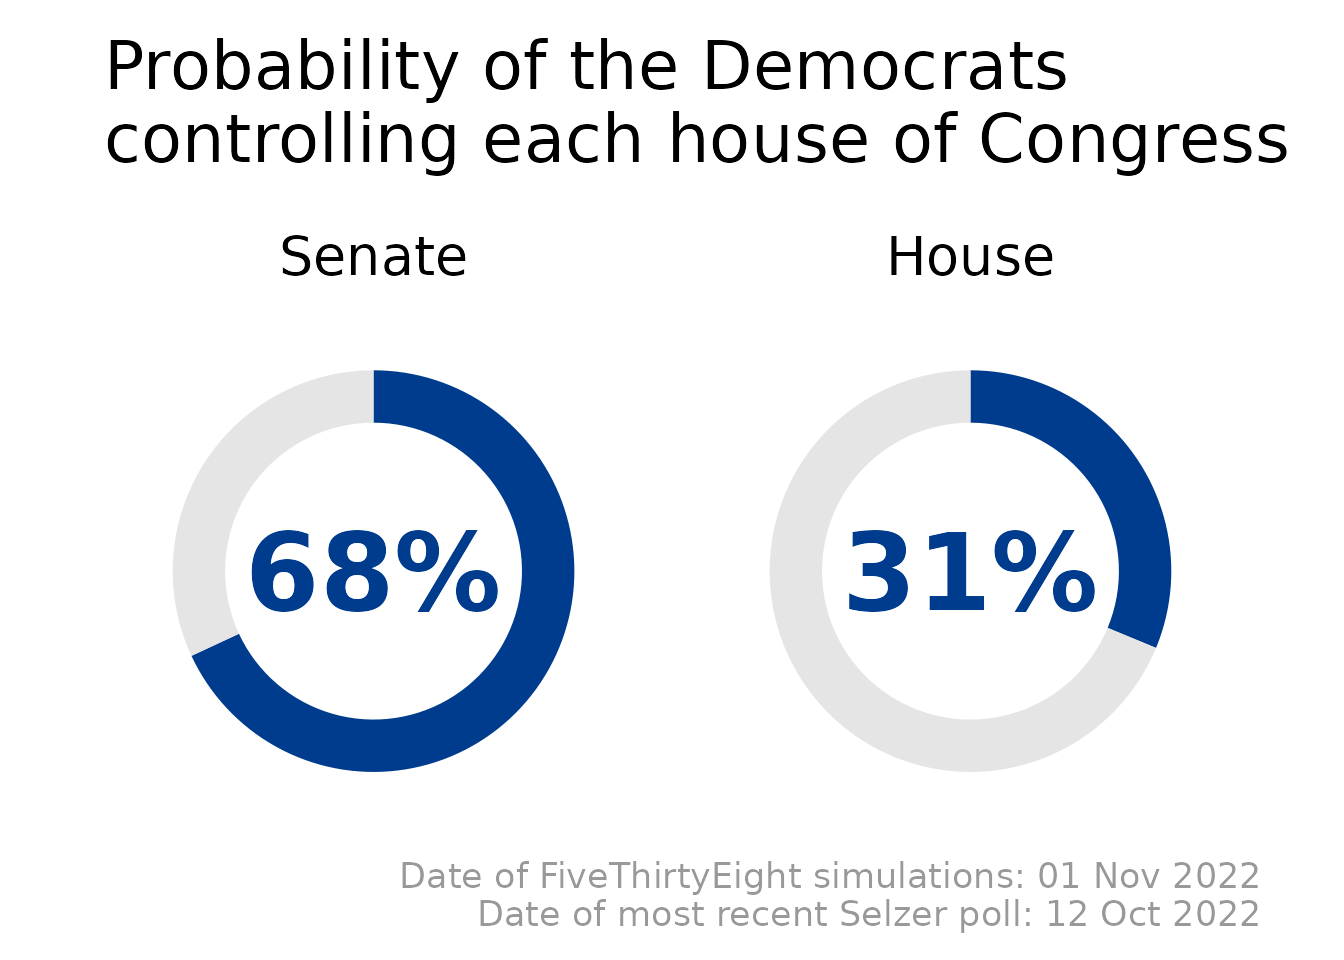 Probability of the Democrats
controlling each house of Congress
Senate
House
68%
31%
Date of FiveThirtyEight simulations: 01 Nov 2022
Date of most recent Selzer poll: 12 Oct 2022